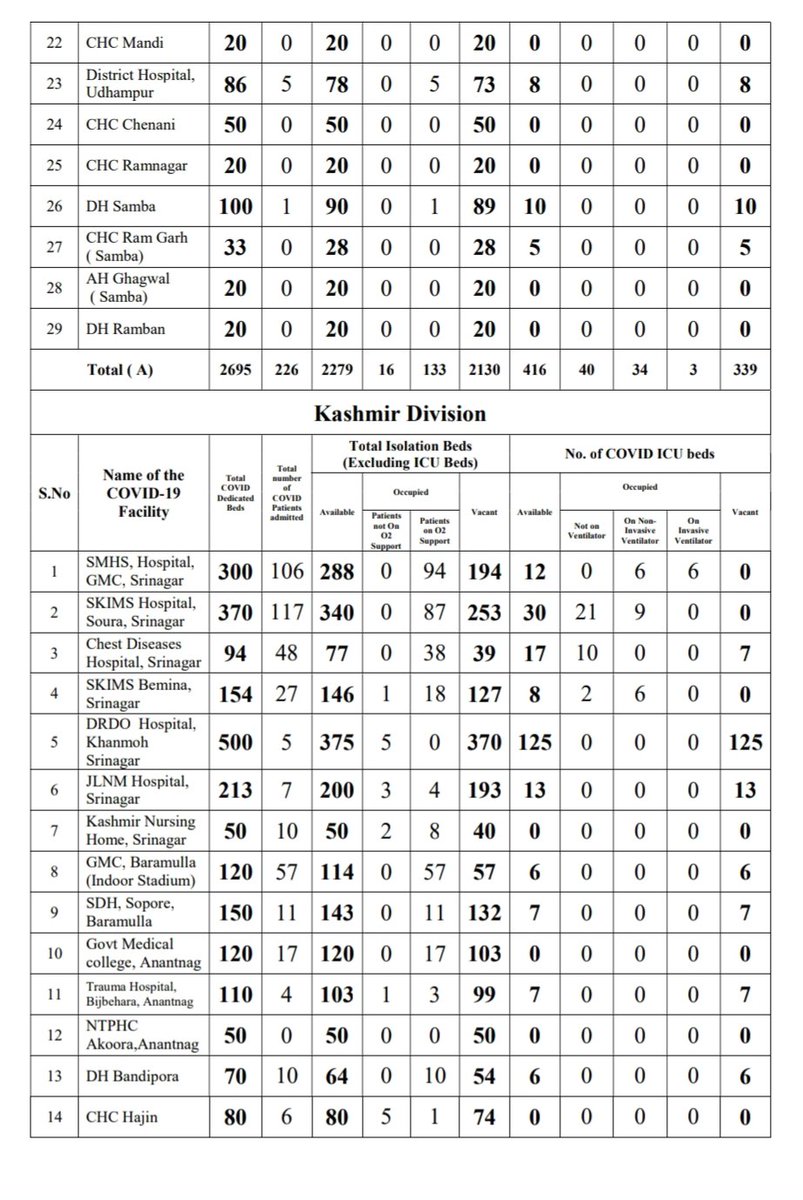 22 CHC Mandi 20 0 20 0 0 20 0 0 0 0 0
23 District Hospital, Udhampur 86 5 78 0 5 73 8 0 0 0 8
24 CHC Chenani 50 0 50 0 0 50 0 0 0 0 0
25 CHC Ramnagar 20 0 20 0 0 20 0 0 0 0 0
26 DH Samba 100 1 90 0 1 89 10 0 0 0 10
27 CHC Ram Garh ( Samba) 33 0 28 0 0 28 5 0 0 0 5
28 AH Ghagwal ( Samba) 20 0 20 0 0 20 0 0 0 0 0
29 DH Ramban 20 0 20 0 0 20 0 0 0 0 0
Total ( A) 2695 226 2279 16 133 2130 416 40 34 3 339
Kashmir Division
S.No
Name of the
COVID-19
Facility
Total
COVID
Dedicated
Beds
Total
number
of
COVID
Patients
admitted
Total Isolation Beds
(Excluding ICU Beds)
No. of COVID ICU beds
Available
Occupied
Patients
not On
O2
Support
Patients
on O2
Support
Vacant
Available
Occupied
Not on
Ventilator
On Non-
Invasive
Ventilator
On
Invasive
Ventilator
Vacant
1 SMHS, Hospital, GMC, Srinagar 300 106 288 0 94 194 12 0 6 6 0
2 SKIMS Hospital, Soura, Srinagar 370 117 340 0 87 253 30 21 9 0 0
3 Chest Diseases Hospital, Srinagar 94 48 77 0 38 39 17 10 0 0 7
4 SKIMS Bemina, Srinagar 154 27 146 1 18 127 8 2 6 0 0
5 DRDO Hospital, Khanmoh Srinagar 500 5 375 5 0 370 125 0 0 0 125
6 JLNM Hospital, Srinagar 213 7 200 3 4 193 13 0 0 0 13
7 Kashmir Nursing Home, Srinagar 50 10 50 2 8 40 0 0 0 0 0
8 GMC, Baramulla (Indoor Stadium) 120 57 114 0 57 57 6 0 0 0 6
9 SDH, Sopore, Baramulla 150 11 143 0 11 132 7 0 0 0 7
10 Govt Medical college, Anantnag 120 17 120 0 17 103 0 0 0 0 0
11 Trauma Hospital, Bijbehara, Anantnag 110 4 103 1 3 99 7 0 0 0 7
12 NTPHC Akoora,Anantnag 50 0 50 0 0 50 0 0 0 0 0
13 DH Bandipora 70 10 64 0 10 54 6 0 0 0 6
14 CHC Hajin 80 6 80 5 1 74 0 0 0 0 0